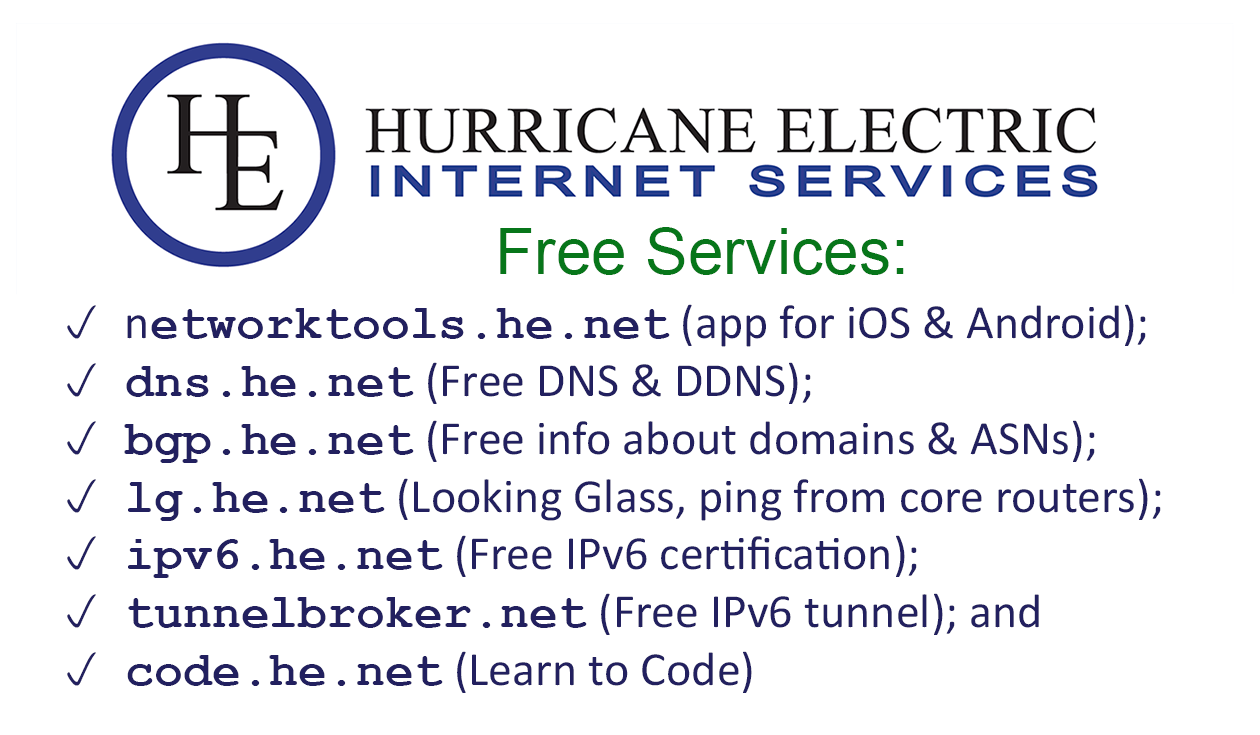 HE
HURRICANE ELECTRIC
INTERNET SERVICES
Free Services:
✓ networktools.he.net (app for iOS & Android);
✓ dns.he.net (Free DNS & DDNS);
✓ bgp.he.net (Free info about domains & ASNs);
✓ lg.he.net (Looking Glass, ping from core routers);
✓ ipv6.he.net (Free IPv6 certification);
✓ tunnelbroker.net (Free IPv6 tunnel); and
✓ code.he.net (Learn to Code)